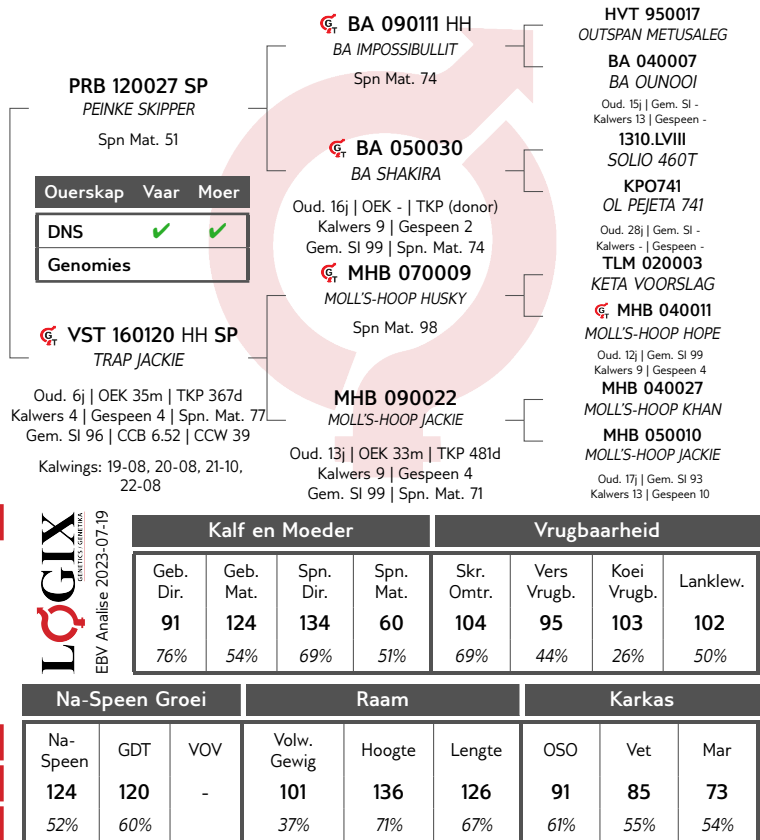 PRB 120027 SP
PEINKE SKIPPER
Spn Mat. 51
Ouerskap Vaar Moer
DNS ✔ ✔
Genomies
GT VST 160120 HH SP
TRAP JACKIE
Oud. 6j | OEK 35m | TKP 367d
Kalwers 4 | Gespeen 4 | Spn. Mat. 77
Gem. SI 96 | CCB 6.52 | CCW 39
Kalwings: 19-08, 20-08, 21-10,
22-08
GT BA 090111 HH
BA IMPOSSIBULLIT
Spn Mat. 74
GT BA 050030
BA SHAKIRA
Oud. 16j | OEK - | TKP (donor)
Kalwers 9 | Gespeen 2
Gem. SI 99 | Spn. Mat. 74
GT MHB 070009
MOLL'S-HOOP HUSKY
Spn Mat. 98
MHB 090022
MOLL'S-HOOP JACKIE
Oud. 13j | OEK 33m | TKP 481d
Kalwers 9 | Gespeen 4
Gem. SI 99 | Spn. Mat. 71
HVT 950017
OUTSPAN METUSALEG
BA 040007
BA OUNOOI
Oud. 15j | Gem. SI -
Kalwers 13 | Gespeen -
1310.LVIII
SOLIO 460T
KPO741
OL PEJETA 741
Oud. 28j | Gem. SI -
Kalwers - | Gespeen -
TLM 020003
KETA VOORSLAG
GT MHB 040011
MOLL'S-HOOP HOPE
Oud. 12j | Gem. SI 99
Kalwers 9 | Gespeen 4
MHB 040027
MOLL'S-HOOP KHAN
MHB 050010
MOLL'S-HOOP JACKIE
Oud. 17j | Gem. SI 93
Kalwers 13 | Gespeen 10
LOGIX
GENETICS / GENETIKA
EBV Analise 2023-07-19
Kalf en Moeder Vrugbaarheid
Geb. Dir. Geb. Mat. Spn. Dir. Spn. Mat. Skr. Omtr. Vers Vrugb. Koei Vrugb. Lanklew.
91 124 134 60 104 95 103 102
76% 54% 69% 51% 69% 44% 26% 50%
Na-Speen Groei Raam Karkas
Na-Speen GDT VOV Volw. Gewig Hoogte Lengte OSO Vet Mar
124 120 - 101 136 126 91 85 73
52% 60% 37% 71% 67% 61% 55% 54%